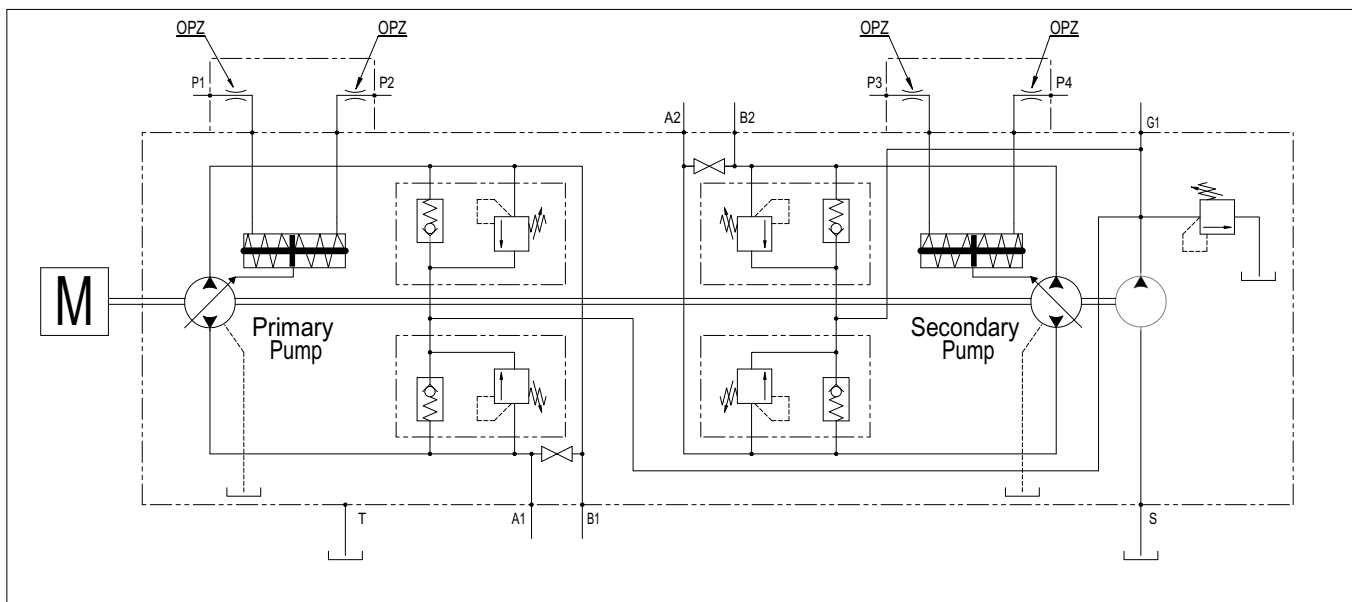 OPZ
OPZ
OPZ
OPZ
P1
P2
P3
P4
A2
B2
G1
M
Primary
Pump
Secondary
Pump
T
A1
B1
S